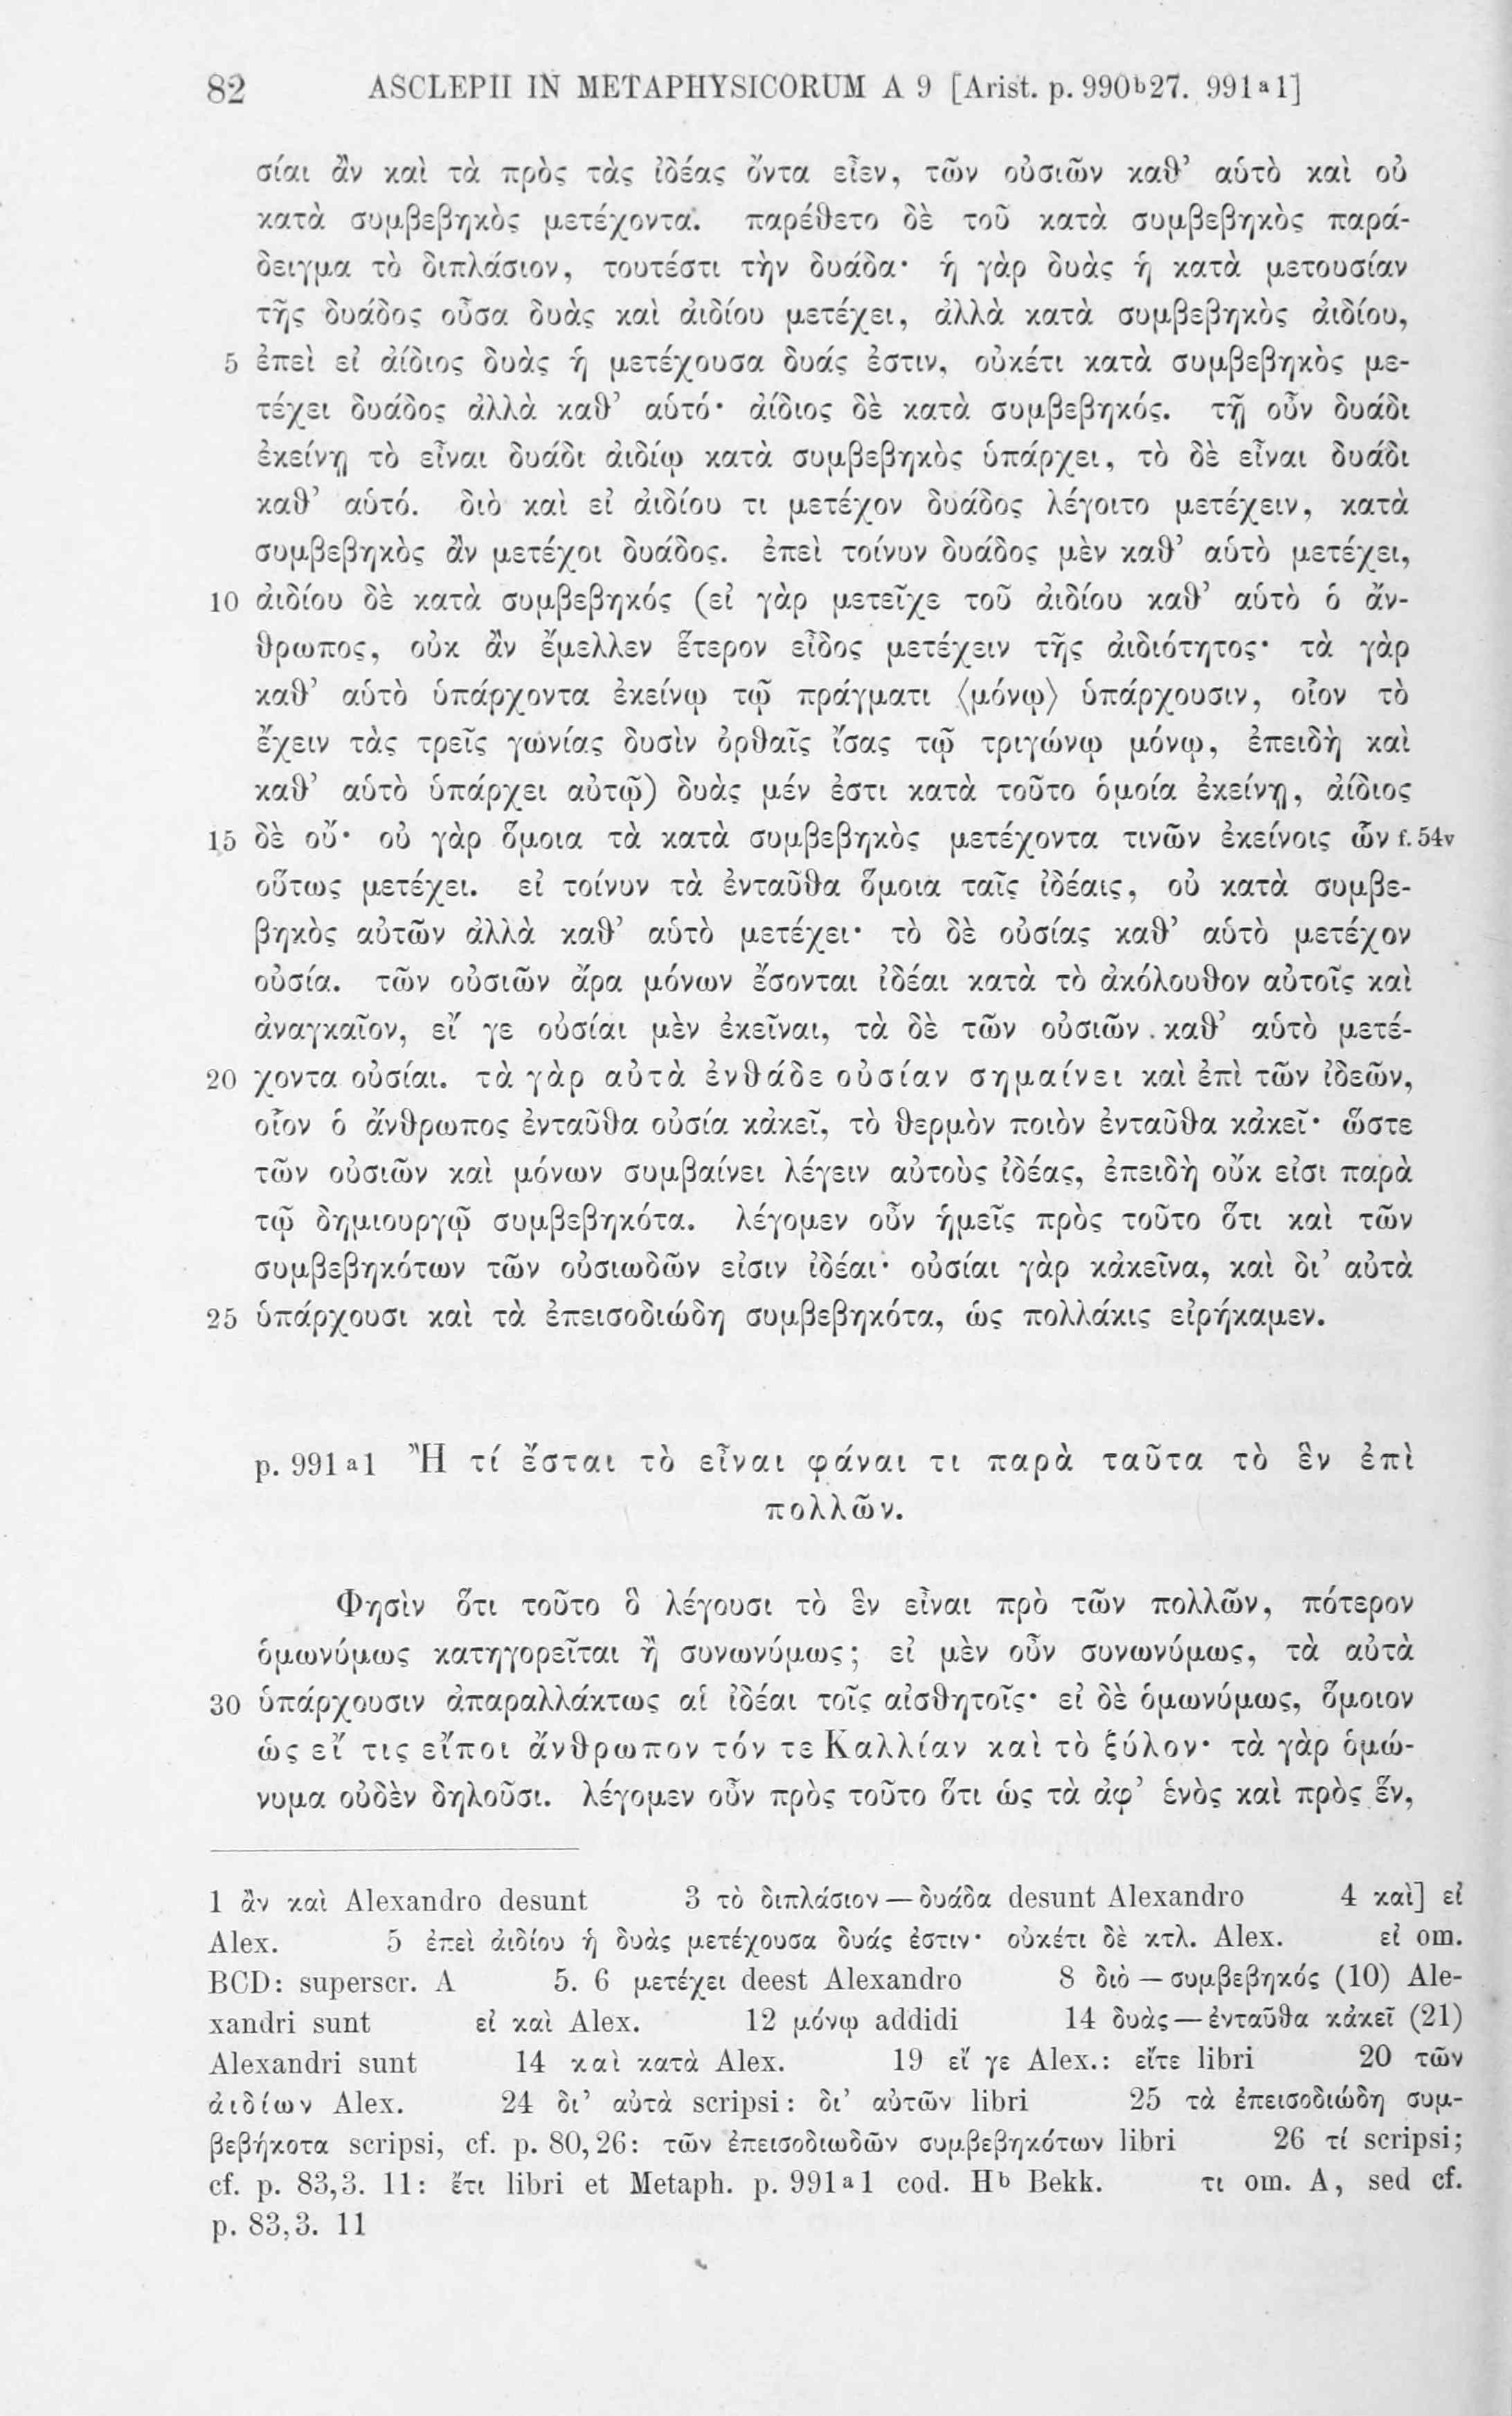 82 ASCLEPII IN METAPHYSICORUM A 9 [Arist. p. 990ᵇ27. 991ᵃ1]
σίαι ἂν καὶ τὰ πρὸς τὰς ἰδέας ὄντα εἶεν, τῶν οὐσιῶν καθ’ αὑτὸ καὶ οὐ
κατὰ συμβεβηκὸς μετέχοντα. παρέθετο δὲ τοῦ κατὰ συμβεβηκὸς παρά-
δειγμα τὸ διπλάσιον, τουτέστι τὴν δυάδα· ἡ γὰρ δυὰς ἡ κατὰ μετουσίαν
τῆς δυάδος οὖσα δυὰς καὶ ἀιδίου μετέχει, ἀλλὰ κατὰ συμβεβηκὸς ἀιδίου,
5 ἐπεὶ εἰ ἀίδιος δυὰς ἡ μετέχουσα δυάς ἐστιν, οὐκέτι κατὰ συμβεβηκὸς με-
τέχει δυάδος ἀλλὰ καθ’ αὑτό· ἀίδιος δὲ κατὰ συμβεβηκός. τῇ οὖν δυάδι
ἐκείνῃ τὸ εἶναι δυάδι ἀιδίῳ κατὰ συμβεβηκὸς ὑπάρχει, τὸ δὲ εἶναι δυάδι
καθ’ αὑτό. διὸ καὶ εἰ ἀιδίου τι μετέχον δυάδος λέγοιτο μετέχειν, κατὰ
συμβεβηκὸς ἂν μετέχοι δυάδος. ἐπεὶ τοίνυν δυάδος μὲν καθ’ αὑτὸ μετέχει,
10 ἀιδίου δὲ κατὰ συμβεβηκός (εἰ γὰρ μετεῖχε τοῦ ἀιδίου καθ’ αὑτὸ ὁ ἄν-
θρωπος, οὐκ ἂν ἔμελλεν ἕτερον εἶδος μετέχειν τῆς ἀιδιότητος· τὰ γὰρ
καθ’ αὑτὸ ὑπάρχοντα ἐκείνῳ τῷ πράγματι ⟨μόνῳ⟩ ὑπάρχουσιν, οἷον τὸ
ἔχειν τὰς τρεῖς γωνίας δυσὶν ὀρθαῖς ἴσας τῷ τριγώνῳ μόνῳ, ἐπειδὴ καὶ
καθ’ αὑτὸ ὑπάρχει αὐτῷ) δυὰς μέν ἐστι κατὰ τοῦτο ὁμοία ἐκείνῃ, ἀίδιος
15 δὲ οὔ· οὐ γὰρ ὅμοια τὰ κατὰ συμβεβηκὸς μετέχοντα τινῶν ἐκείνοις ὧν f. 54v
οὕτως μετέχει. εἰ τοίνυν τὰ ἐνταῦθα ὅμοια ταῖς ἰδέαις, οὐ κατὰ συμβε-
βηκὸς αὐτῶν ἀλλὰ καθ’ αὑτὸ μετέχει· τὸ δὲ οὐσίας καθ’ αὑτὸ μετέχον
οὐσία. τῶν οὐσιῶν ἄρα μόνων ἔσονται ἰδέαι κατὰ τὸ ἀκόλουθον αὐτοῖς καὶ
ἀναγκαῖον, εἴ γε οὐσίαι μὲν ἐκεῖναι, τὰ δὲ τῶν οὐσιῶν καθ’ αὑτὸ μετέ-
20 χοντα οὐσίαι. τὰ γὰρ αὐτὰ ἐνθάδε οὐσίαν σημαίνει καὶ ἐπὶ τῶν ἰδεῶν,
οἷον ὁ ἄνθρωπος ἐνταῦθα οὐσία κἀκεῖ, τὸ θερμὸν ποιὸν ἐνταῦθα κἀκεῖ· ὥστε
τῶν οὐσιῶν καὶ μόνων συμβαίνει λέγειν αὐτοὺς ἰδέας, ἐπειδὴ οὔκ εἰσι παρὰ
τῷ δημιουργῷ συμβεβηκότα. λέγομεν οὖν ἡμεῖς πρὸς τοῦτο ὅτι καὶ τῶν
συμβεβηκότων τῶν οὐσιωδῶν εἰσιν ἰδέαι· οὐσίαι γὰρ κἀκεῖνα, καὶ δι’ αὐτὰ
25 ὑπάρχουσι καὶ τὰ ἐπεισοδιώδη συμβεβηκότα, ὡς πολλάκις εἰρήκαμεν.
p. 991ᵃ1 Ἢ τί ἔσται τὸ εἶναι φάναι τι παρὰ ταῦτα τὸ ἓν ἐπὶ
πολλῶν.
Φησὶν ὅτι τοῦτο ὃ λέγουσι τὸ ἓν εἶναι πρὸ τῶν πολλῶν, πότερον
ὁμωνύμως κατηγορεῖται ἢ συνωνύμως; εἰ μὲν οὖν συνωνύμως, τὰ αὐτὰ
30 ὑπάρχουσιν ἀπαραλλάκτως αἱ ἰδέαι τοῖς αἰσθητοῖς· εἰ δὲ ὁμωνύμως, ὅμοιον
ὡς εἴ τις εἴποι ἄνθρωπον τόν τε Καλλίαν καὶ τὸ ξύλον· τὰ γὰρ ὁμώ-
νυμα οὐδὲν δηλοῦσι. λέγομεν οὖν πρὸς τοῦτο ὅτι ὡς τὰ ἀφ’ ἑνὸς καὶ πρὸς ἕν,
1 ἂν καὶ Alexandro desunt 3 τὸ διπλάσιον — δυάδα desunt Alexandro 4 καὶ] εἰ
Alex. 5 ἐπεὶ ἀιδίου ἡ δυὰς μετέχουσα δυάς ἐστιν· οὐκέτι δὲ κτλ. Alex. εἰ om.
BCD: superscr. A 5. 6 μετέχει deest Alexandro 8 διὸ — συμβεβηκός (10) Ale-
xandri sunt εἰ καὶ Alex. 12 μόνῳ addidi 14 δυὰς — ἐνταῦθα κἀκεῖ (21)
Alexandri sunt 14 καὶ κατὰ Alex. 19 εἴ γε Alex.: εἴτε libri 20 τῶν
ἀιδίων Alex. 24 δι’ αὐτὰ scripsi: δι’ αὐτῶν libri 25 τὰ ἐπεισοδιώδη συμ-
βεβήκοτα scripsi, cf. p. 80,26: τῶν ἐπεισοδιωδῶν συμβεβηκότων libri 26 τί scripsi;
cf. p. 83,3. 11: ἔτι libri et Metaph. p. 991ᵃ1 cod. Hᵇ Bekk. τι om. A, sed cf.
p. 83,3. 11